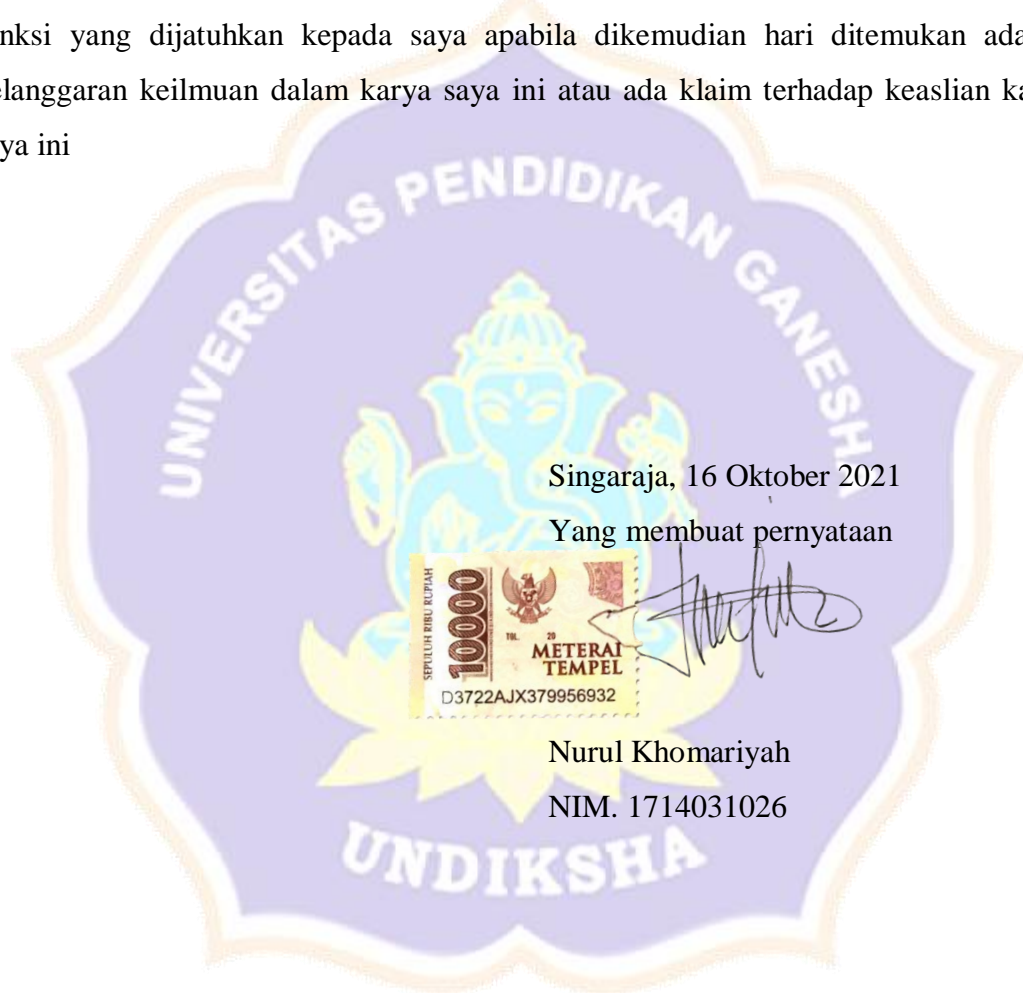 nksi yang dijatuhkan kepada saya apabila dikemudian hari ditemukan ada
elanggaran keilmuan dalam karya saya ini atau ada klaim terhadap keaslian ka
ya ini
UNIVERSITAS PENDIDIKAN GANESHA
Singaraja, 16 Oktober 2021
Yang membuat pernyataan
SEPULUH RIBU RUPIAH
10000
TGL. 20
METERAI
TEMPEL
D3722AJX379956932
Nurul Khomariyah
NIM. 1714031026
UNDIKSHA